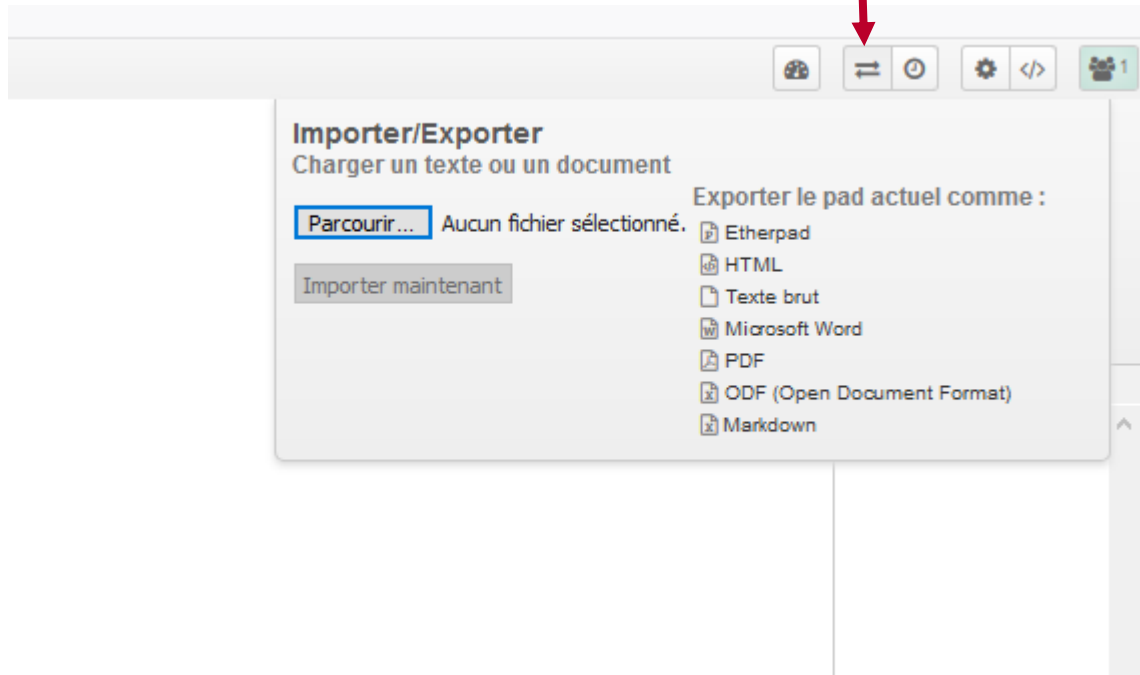 1
Importer/Exporter
Charger un texte ou un document
Parcourir... Aucun fichier sélectionné.
Importer maintenant
Exporter le pad actuel comme :
Etherpad
HTML
Texte brut
Microsoft Word
PDF
ODF (Open Document Format)
Markdown